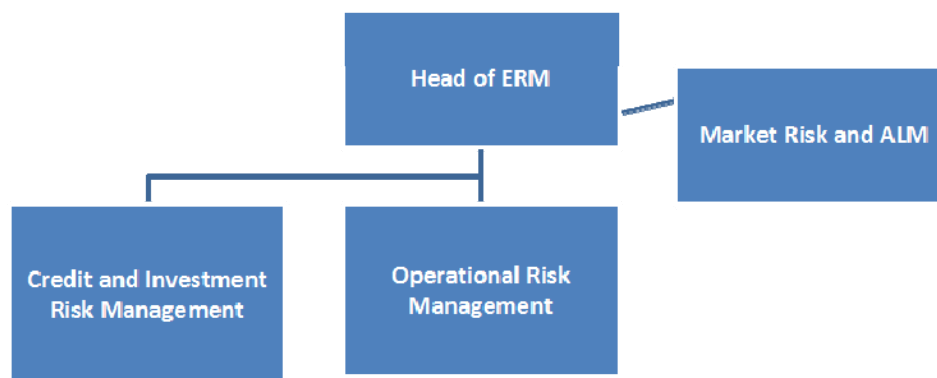 Head of ERM
Market Risk and ALM
Credit and Investment
Risk Management
Operational Risk
Management